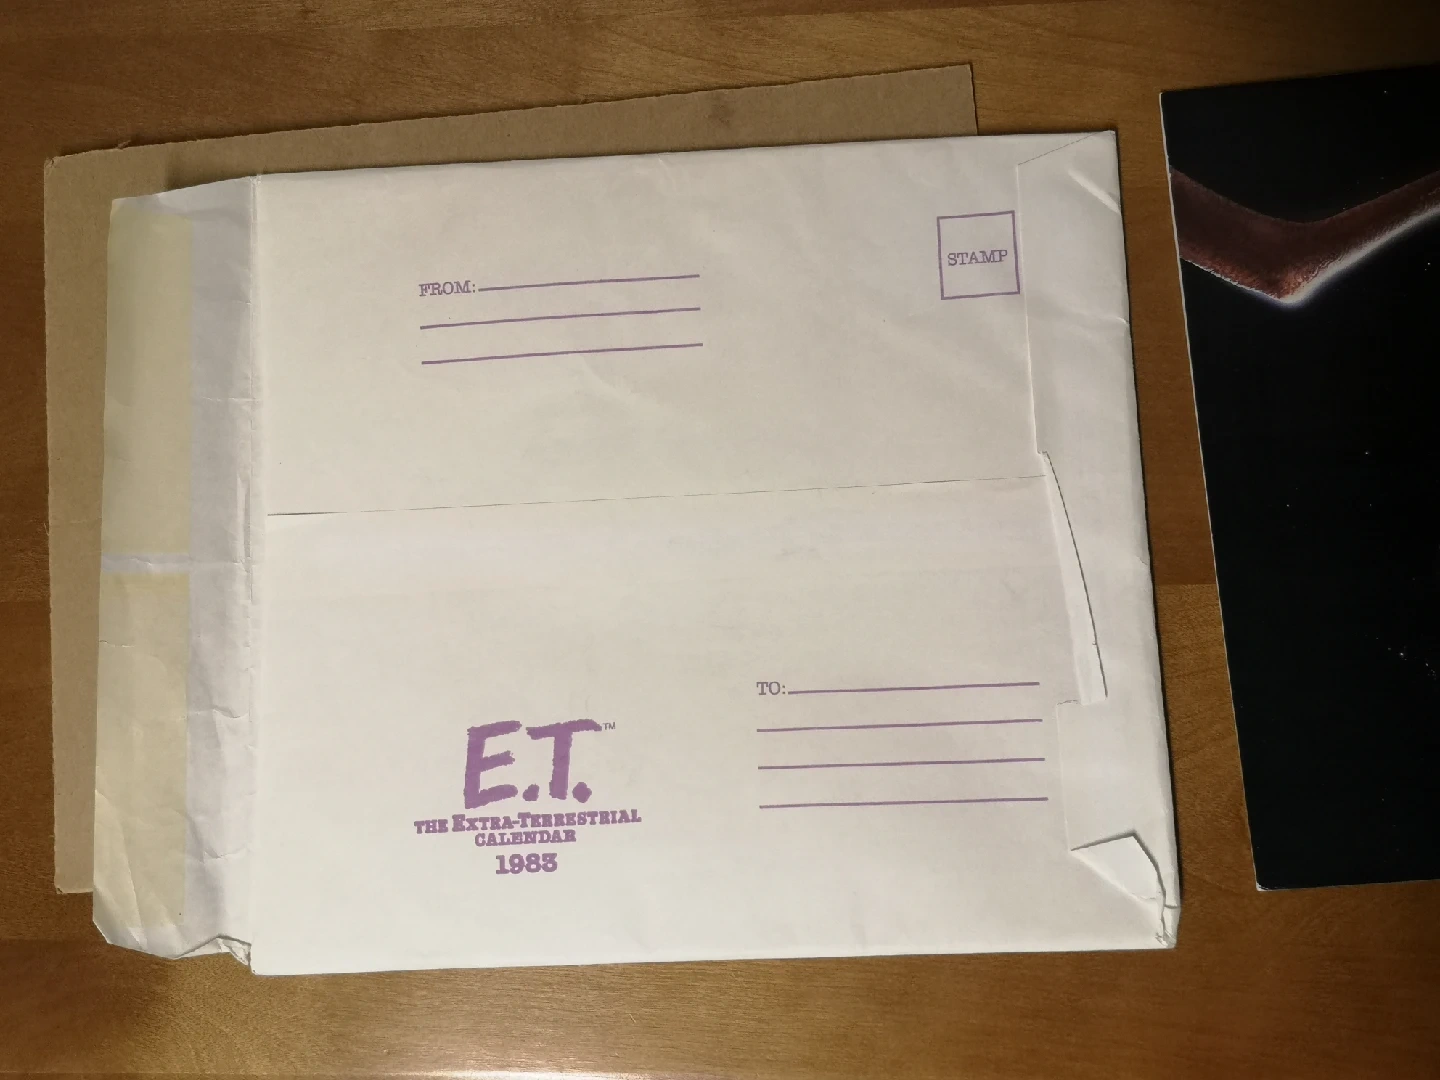 FROM:
STAMP
TO:
E.T.™
THE EXTRA-TERRESTRIAL
CALENDAR
1983